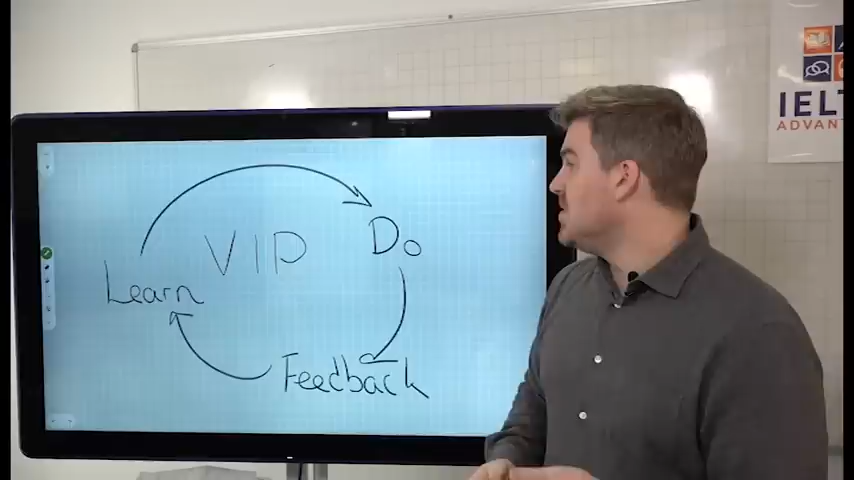 VIP
Do
Learn
Feedback
IELT
ADVANT